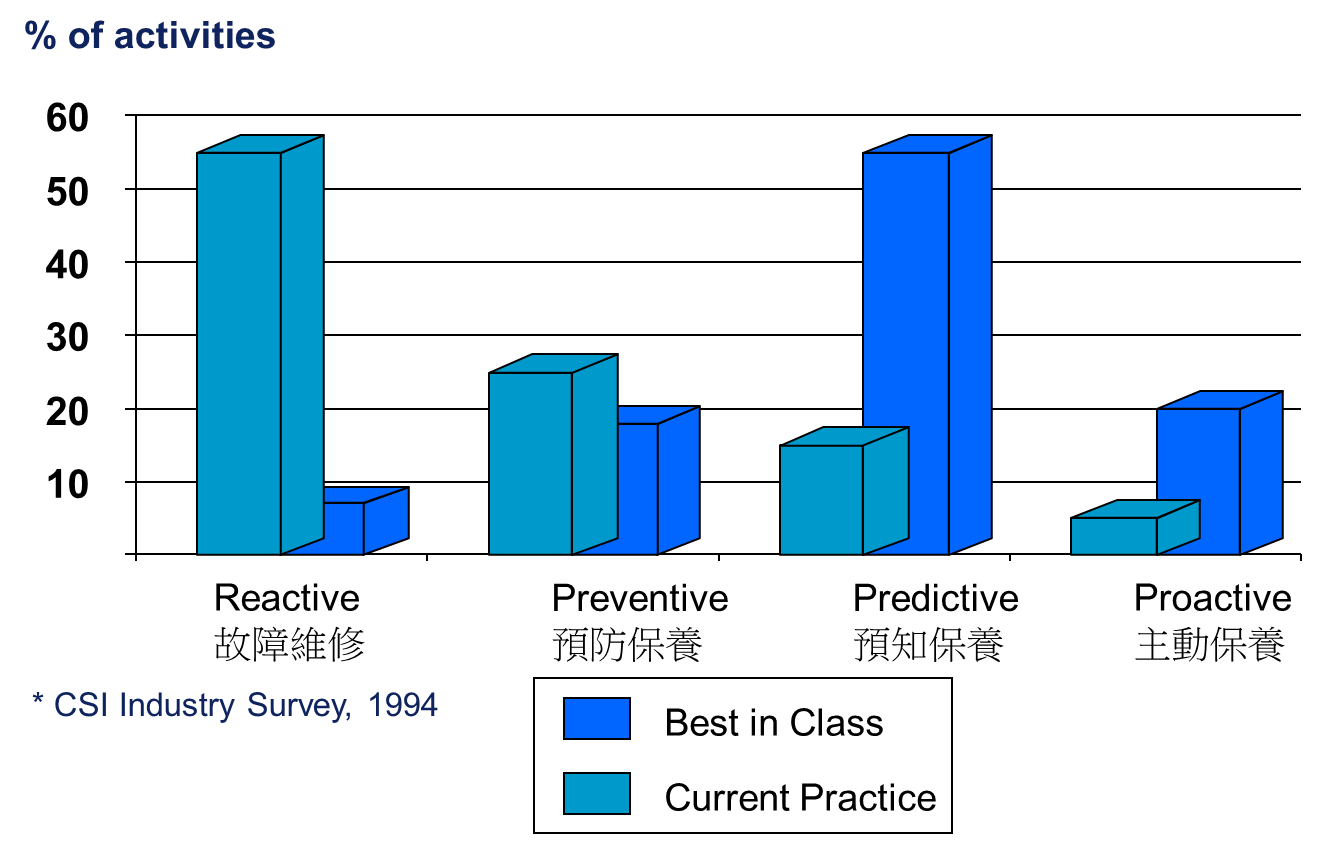 % of activities
60
50
40
30
20
10
Reactive
故障維修
Preventive
預防保養
Predictive
預知保養
Proactive
主動保養
* CSI Industry Survey, 1994
Best in Class
Current Practice